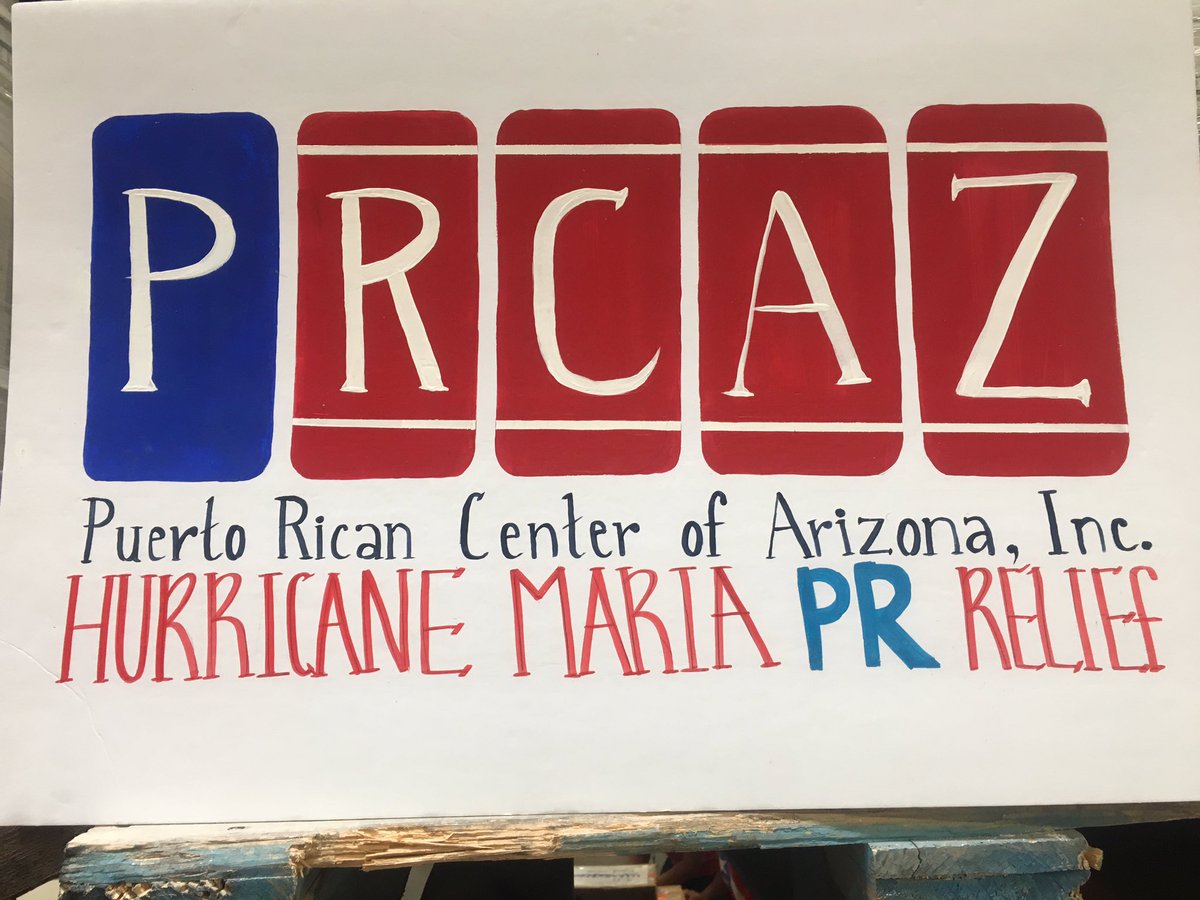 PRCAZ
Puerto Rican Center of Arizona, Inc.
HURRICANE MARIA PR RELIEF